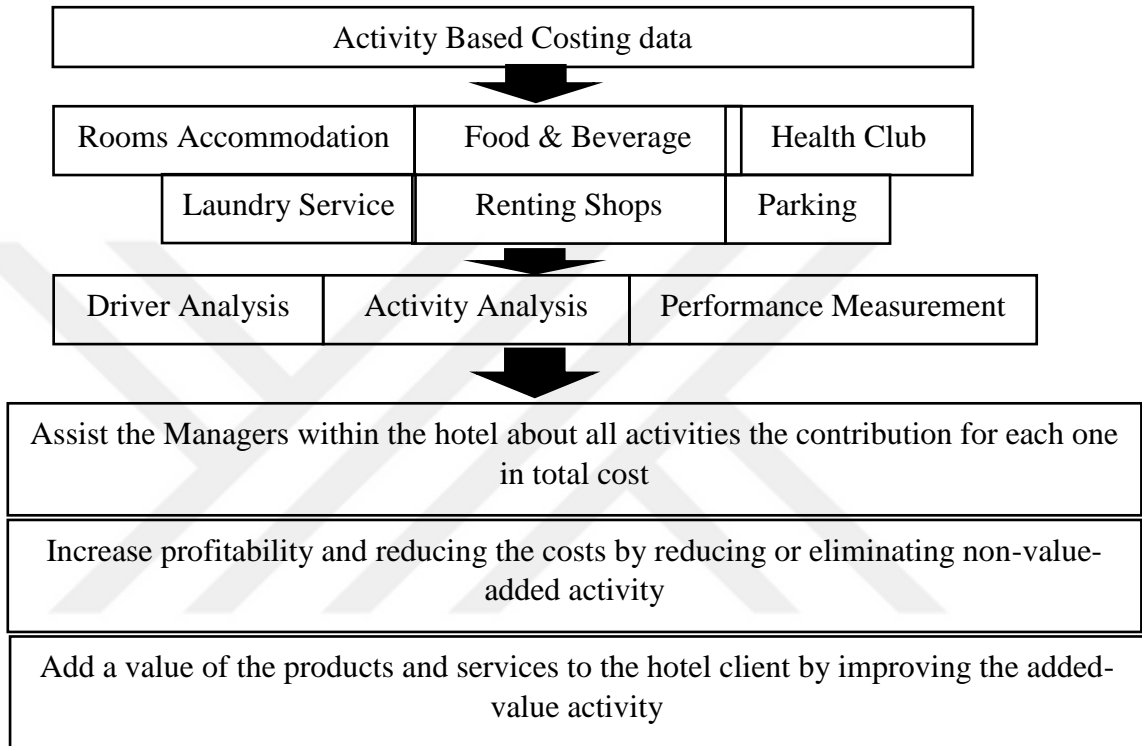 Activity Based Costing data
Rooms Accommodation Food & Beverage Health Club
Laundry Service Renting Shops Parking
Driver Analysis Activity Analysis Performance Measurement
Assist the Managers within the hotel about all activities the contribution for each one
in total cost
Increase profitability and reducing the costs by reducing or eliminating non-value-
added activity
Add a value of the products and services to the hotel client by improving the added-
value activity